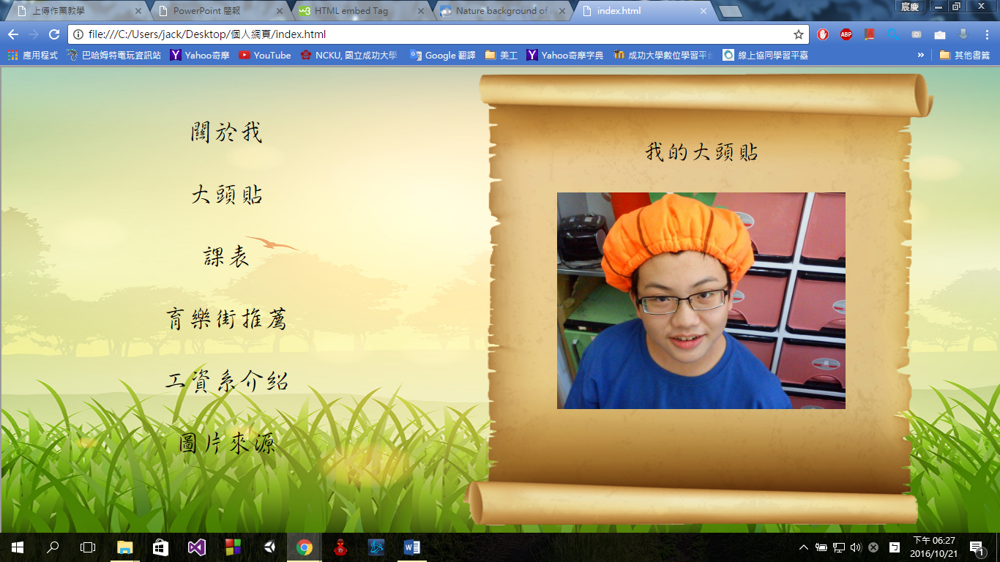 上傳作業教學
PowerPoint 簡報
HTML embed Tag
Nature background of
index.html
宸慶
file:///C:/Users/jack/Desktop/個人網頁/index.html
應用程式
巴哈姆特電玩資訊站
Yahoo奇摩
YouTube
NCKU, 國立成功大學
Google 翻譯
美工
Yahoo奇摩字典
成功大學數位學習平台
線上協同學習平臺
»
其他書籤
關於我
大頭貼
課表
育樂街推薦
工資系介紹
圖片來源
我的大頭貼
下午 06:27
2016/10/21
1